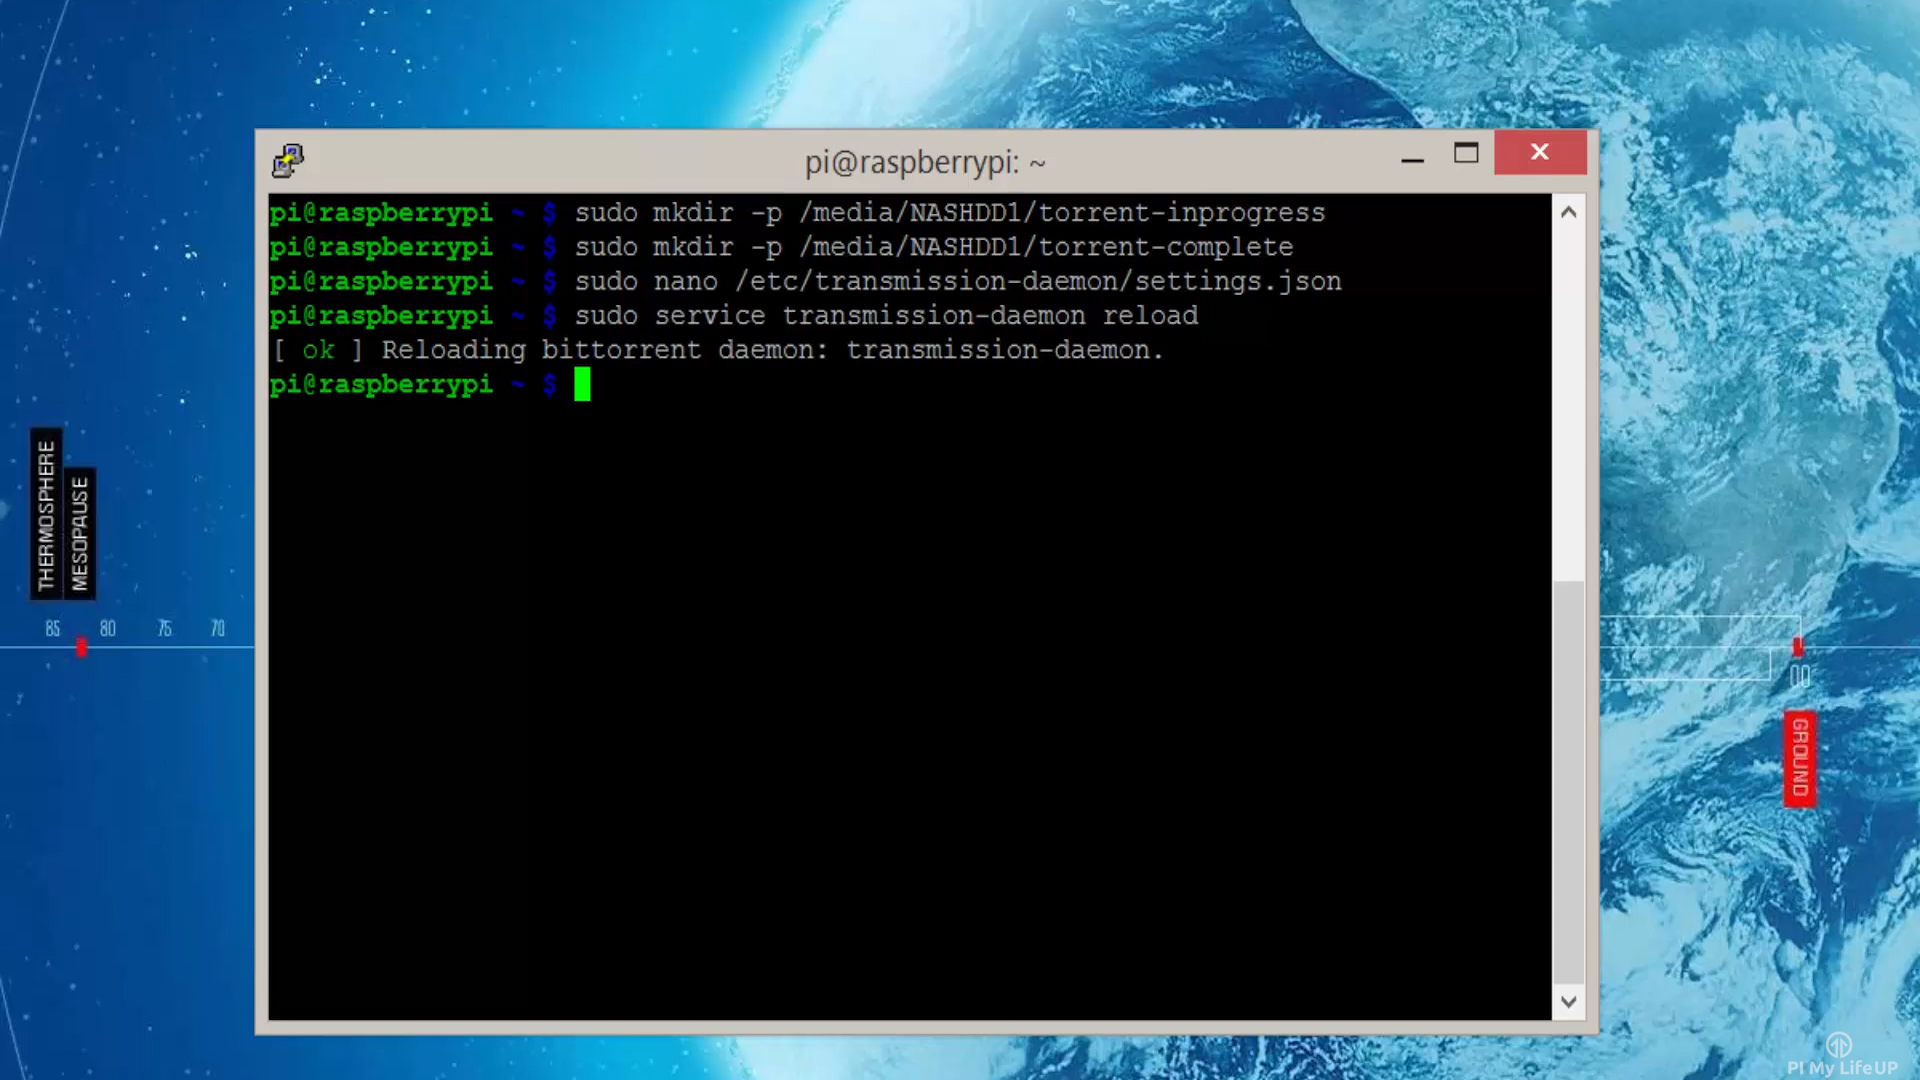 pi@raspberrypi: ~
pi@raspberrypi ~ $ sudo mkdir -p /media/NASHDD1/torrent-inprogress
pi@raspberrypi ~ $ sudo mkdir -p /media/NASHDD1/torrent-complete
pi@raspberrypi ~ $ sudo nano /etc/transmission-daemon/settings.json
pi@raspberrypi ~ $ sudo service transmission-daemon reload
[ ok ] Reloading bittorrent daemon: transmission-daemon.
pi@raspberrypi ~ $
THERMOSPHERE
MESOPAUSE
85 80 75 70
00
GROUND
PI My LifeUP